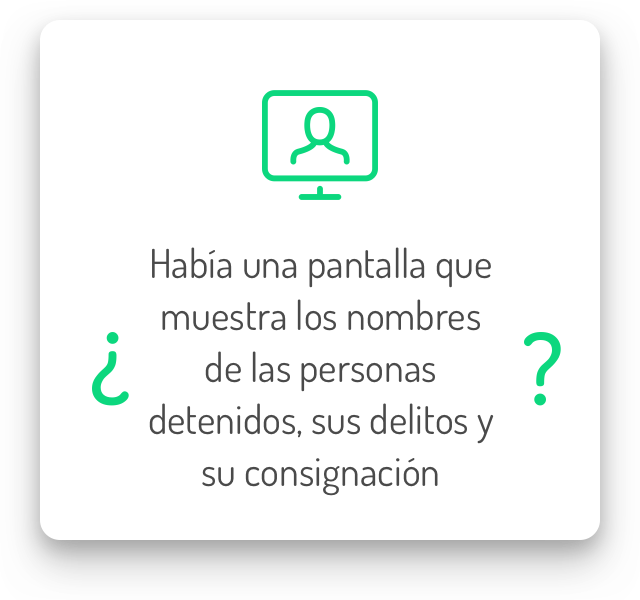 Había una pantalla que
muestra los nombres
¿ de las personas ?
detenidos, sus delitos y
su consignación